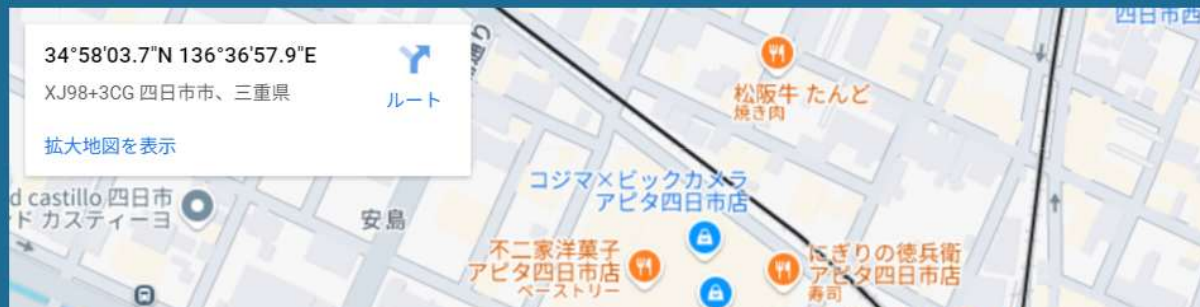 34°58'03.7"N 136°36'57.9"E
XJ98+3CG 四日市市、三重県
ルート
拡大地図を表示
四日市西
松阪牛 たんど
焼き肉
コジマ×ビックカメラ
アピタ四日市店
d castillo 四日市
ド カスティーヨ
安島
不二家洋菓子
アピタ四日市店
ペーストリー
にぎりの徳兵衛
アピタ四日市店
寿司